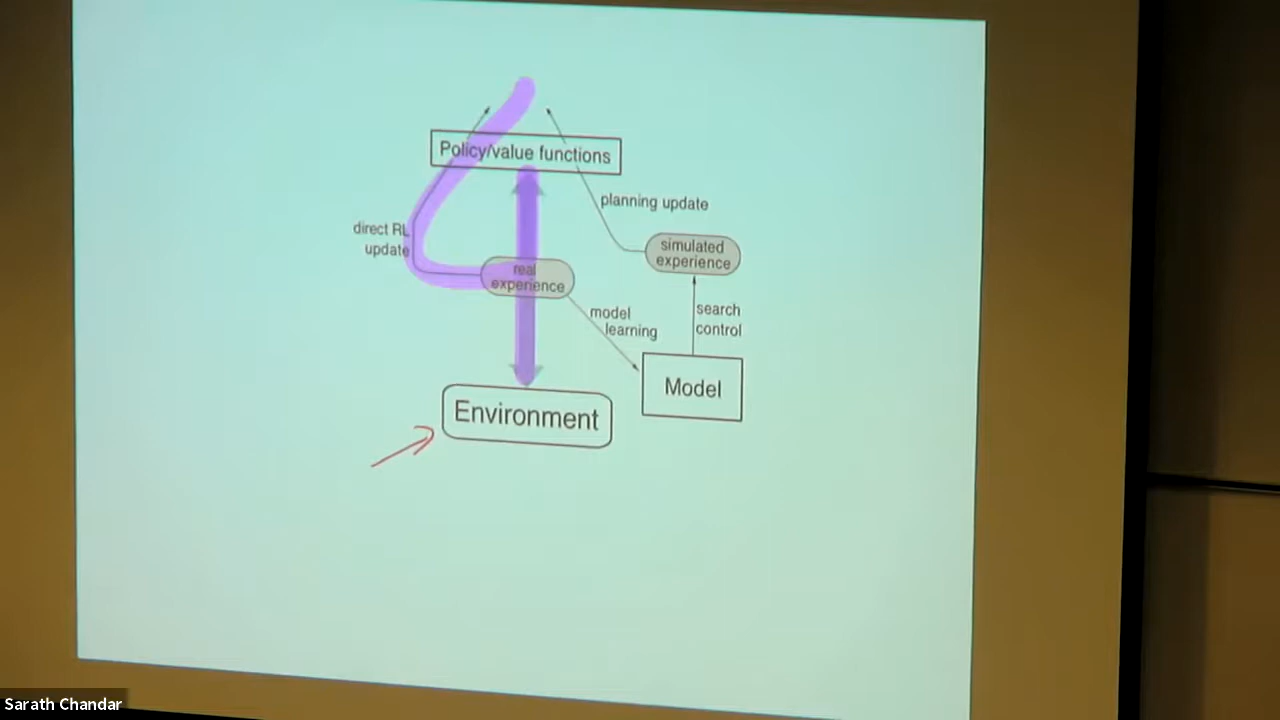 Policy/value functions
planning update
direct RL
update
simulated
experience
real
experience
model
learning
search
control
Model
Environment
Sarath Chandar